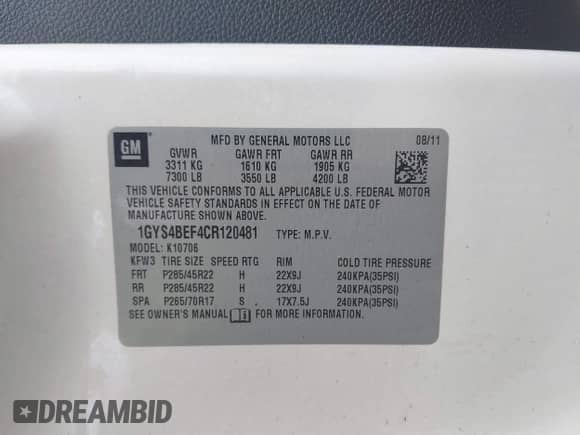 GM
MFD BY GENERAL MOTORS LLC 08/11
GVWR GAWR FRT GAWR RR
3311 KG 1610 KG 1905 KG
7300 LB 3550 LB 4200 LB
THIS VEHICLE CONFORMS TO ALL APPLICABLE U.S. FEDERAL MOTOR
VEHICLE SAFETY STANDARDS IN EFFECT ON THE DATE OF
MANUFACTURE SHOWN ABOVE.
1GYS4BEF4CR120481 TYPE: M.P.V.
MODEL: K10706
KFW3 TIRE SIZE SPEED RTG RIM COLD TIRE PRESSURE
FRT P285/45R22 H 22X9J 240KPA(35PSI)
RR P285/45R22 H 22X9J 240KPA(35PSI)
SPA P265/70R17 S . 17X7.5J 240KPA(35PSI)
SEE OWNER'S MANUAL FOR MORE INFORMATION.
DREAMBID